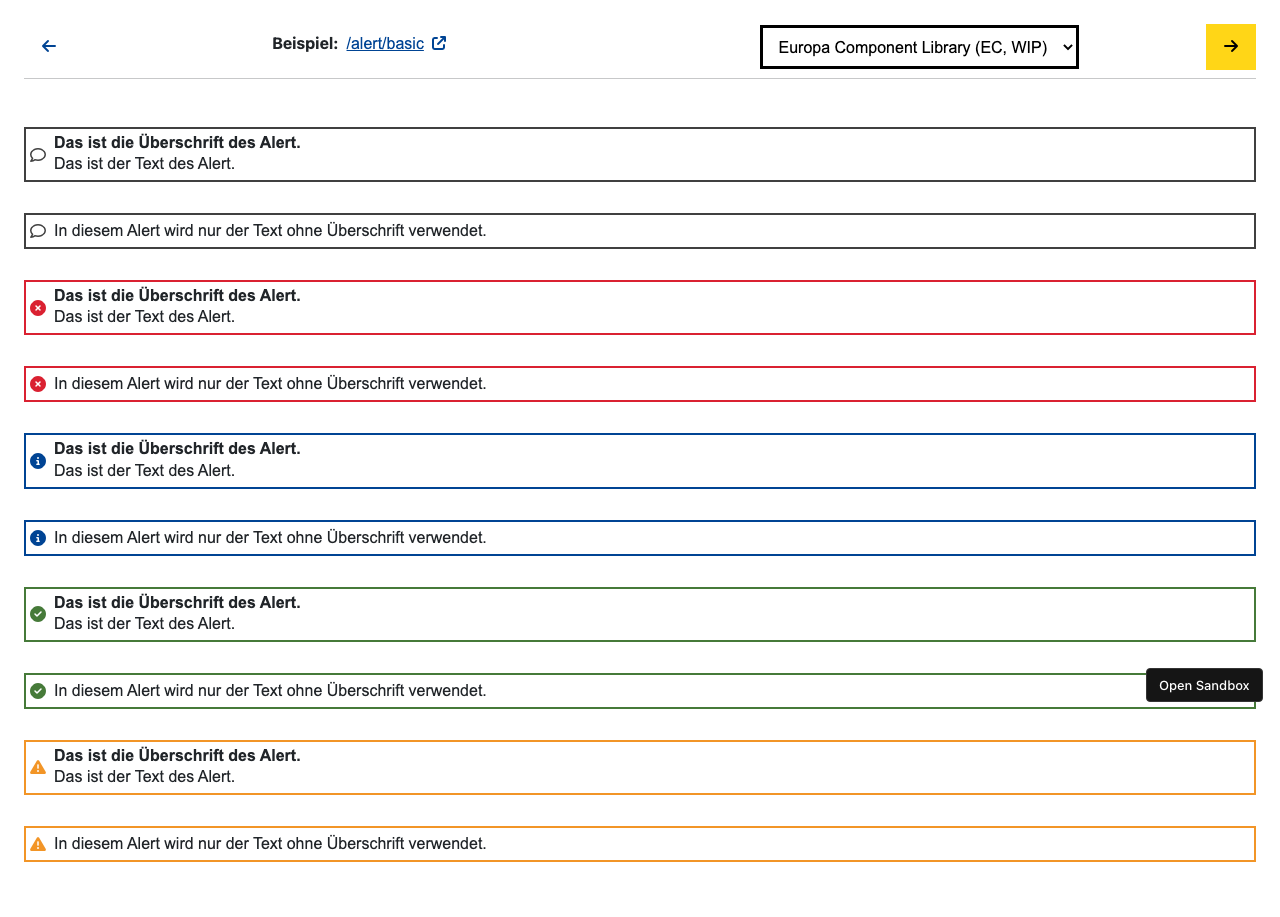 Beispiel: /alert/basic
Europa Component Library (EC, WIP)
Das ist die Überschrift des Alert.
Das ist der Text des Alert.
In diesem Alert wird nur der Text ohne Überschrift verwendet.
Das ist die Überschrift des Alert.
Das ist der Text des Alert.
In diesem Alert wird nur der Text ohne Überschrift verwendet.
Das ist die Überschrift des Alert.
Das ist der Text des Alert.
In diesem Alert wird nur der Text ohne Überschrift verwendet.
Das ist die Überschrift des Alert.
Das ist der Text des Alert.
In diesem Alert wird nur der Text ohne Überschrift verwendet.
Open Sandbox
Das ist die Überschrift des Alert.
Das ist der Text des Alert.
In diesem Alert wird nur der Text ohne Überschrift verwendet.